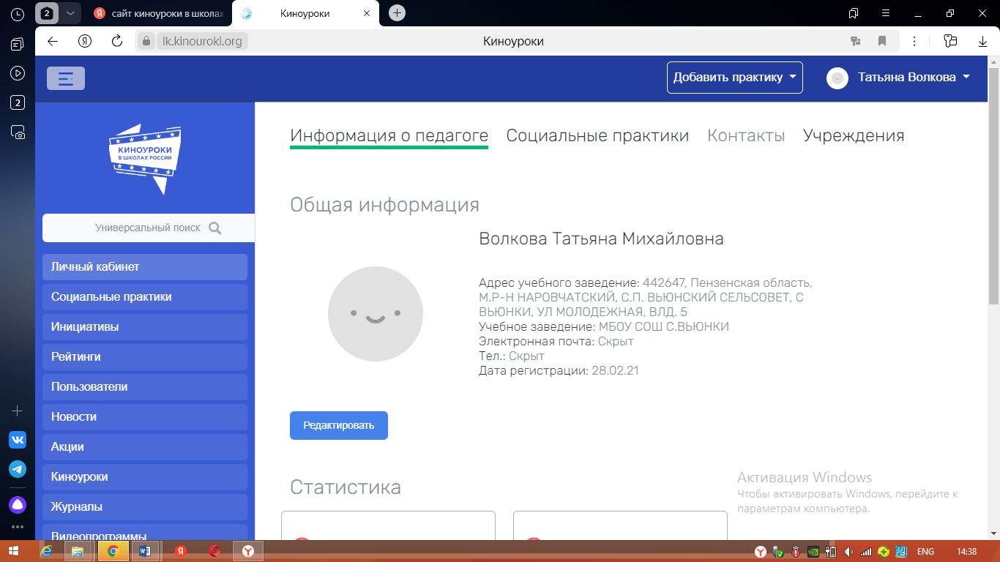 2
сайт киноуроки в школах
Киноуроки
lk.kinouroki.org
Киноуроки
2
Добавить практику
Татьяна Волкова
КИНОУРОКИ
В ШКОЛАХ РОССИИ
Универсальный поиск
Личный кабинет
Социальные практики
Инициативы
Рейтинги
Пользователи
Новости
Акции
Киноуроки
Журналы
Видеопрограммы
Информация о педагоге
Социальные практики
Контакты
Учреждения
Общая информация
Волкова Татьяна Михайловна
Адрес учебного заведение: 442647, Пензенская область,
М.Р-Н НАРОВЧАТСКИЙ, С.П. ВЬЮНСКИЙ СЕЛЬСОВЕТ, С
ВЬЮНКИ, УЛ МОЛОДЕЖНАЯ, ВЛД. 5
Учебное заведение: МБОУ СОШ С.ВЬЮНКИ
Электронная почта: Скрыт
Тел.: Скрыт
Дата регистрации: 28.02.21
Редактировать
Статистика
Активация Windows
Чтобы активировать Windows, перейдите к
параметрам компьютера.
ENG
14:38